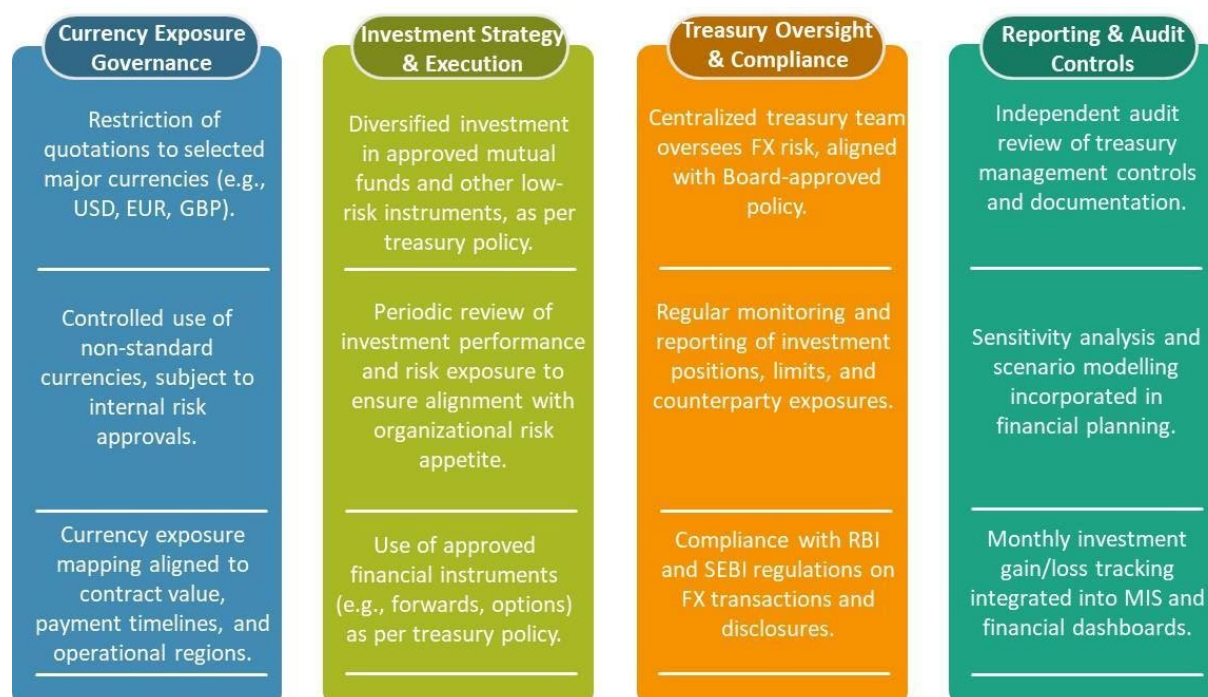 Currency Exposure
Governance
Restriction of
quotations to selected
major currencies (e.g.,
USD, EUR, GBP).
Controlled use of
non-standard
currencies, subject to
internal risk
approvals.
Currency exposure
mapping aligned to
contract value,
payment timelines, and
operational regions.
Investment Strategy
& Execution
Diversified investment
in approved mutual
funds and other low-
risk instruments, as per
treasury policy.
Periodic review of
investment performance
and risk exposure to
ensure alignment with
organizational risk
appetite.
Use of approved
financial instruments
(e.g., forwards, options)
as per treasury policy.
Treasury Oversight
& Compliance
Centralized treasury team
oversees FX risk, aligned
with Board-approved
policy.
Regular monitoring and
reporting of investment
positions, limits, and
counterparty exposures.
Compliance with RBI
and SEBI regulations on
FX transactions and
disclosures.
Reporting & Audit
Controls
Independent audit
review of treasury
management controls
and documentation.
Sensitivity analysis and
scenario modelling
incorporated in
financial planning.
Monthly investment
gain/loss tracking
integrated into MIS and
financial dashboards.